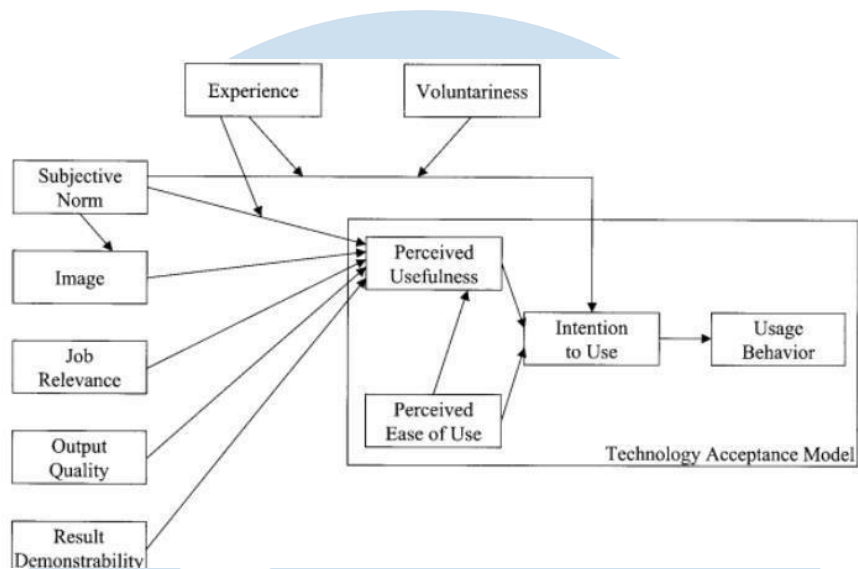 Experience
Voluntariness
Subjective
Norm
Image
Job
Relevance
Output
Quality
Result
Demonstrability
Perceived
Usefulness
Perceived
Ease of Use
Intention
to Use
Usage
Behavior
Technology Acceptance Model